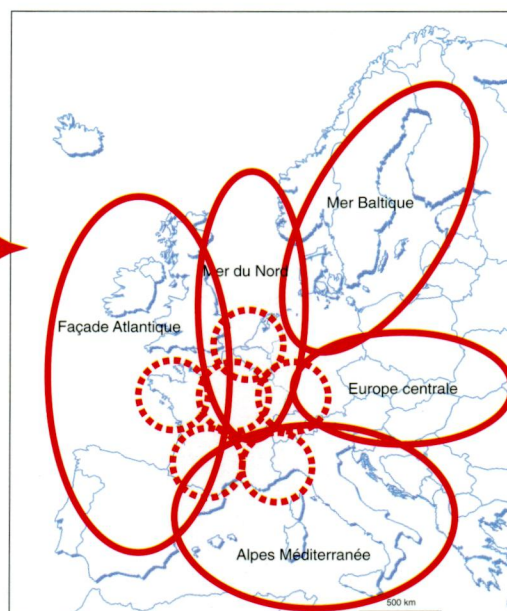 Mer Baltique
Mer du Nord
Façade Atlantique
Europe centrale
Alpes Méditerranée
500 km